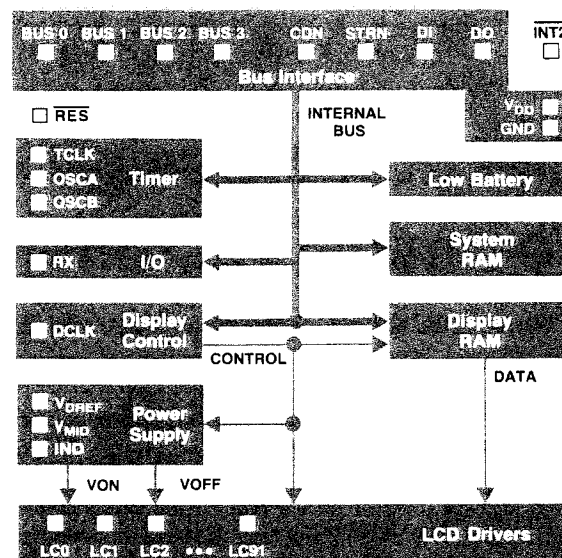 BUS 0 BUS 1 BUS 2 BUS 3 CDN STRN DI DO
Bus Interface
INT2
RES
INTERNAL
BUS
VDD
GND
TCLK
OSCA
OSCB
Timer
Low Battery
RX I/O
System
RAM
DCLK
Display
Control
Display
RAM
CONTROL
DATA
VDREF
VMID
IND
Power
Supply
VON VOFF
LC0 LC1 LC2 ••• LC91
LCD Drivers